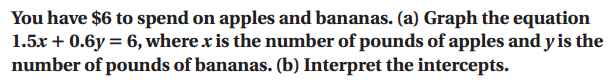 You have $6 to spend on apples and bananas. (a) Graph the equation
1.5x + 0.6y = 6, where x is the number of pounds of apples and y is the
number of pounds of bananas. (b) Interpret the intercepts.